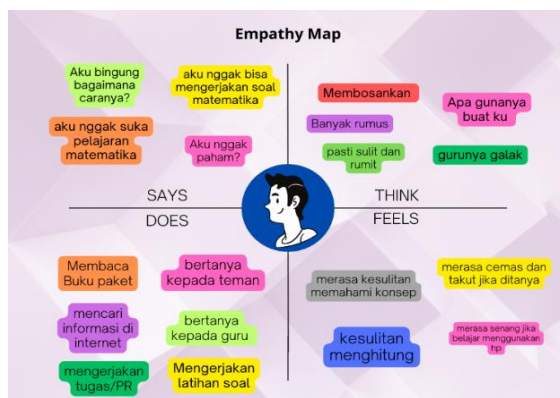 Empathy Map
Aku bingung
bagaimana
caranya?
aku nggak bisa
mengerjakan soal
matematika
aku nggak suka
pelajaran
matematika
Aku nggak
paham?
SAYS
Membosankan
Apa gunanya
buat ku
Banyak rumus
pasti sulit dan
rumit
gurunya galak
THINK
DOES
Membaca
Buku paket
bertanya
kepada teman
mencari
informasi di
internet
bertanya
kepada guru
mengerjakan
tugas/PR
Mengerjakan
latihan soal
FEELS
merasa kesulitan
memahami konsep
merasa cemas dan
takut jika ditanya
kesulitan
menghitung
merasa senang jika
belajar menggunakan
hp